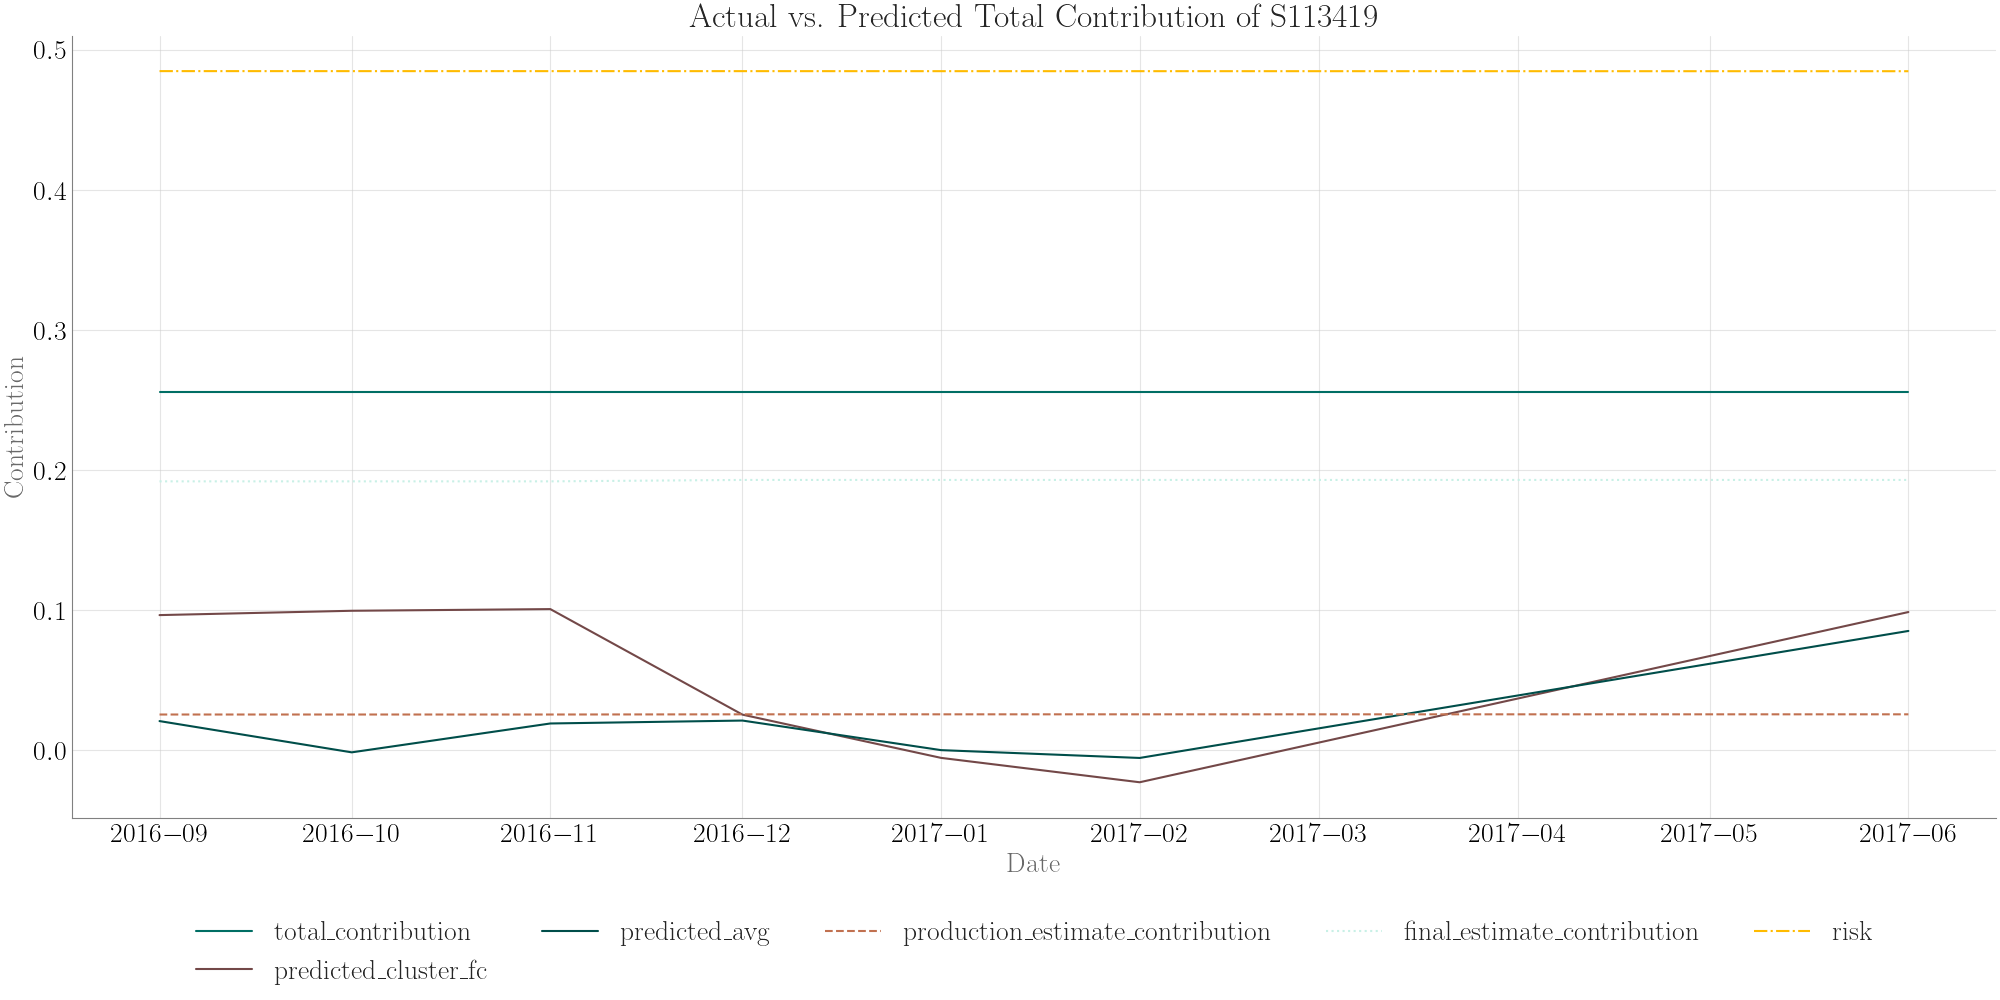 Actual vs. Predicted Total Contribution of S113419
0.5
0.4
0.3
0.2
0.1
0.0
Contribution
2016−09 2016−10 2016−11 2016−12 2017−01 2017−02 2017−03 2017−04 2017−05 2017−06
Date
total_contribution predicted_avg production_estimate_contribution final_estimate_contribution risk
predicted_cluster_fc